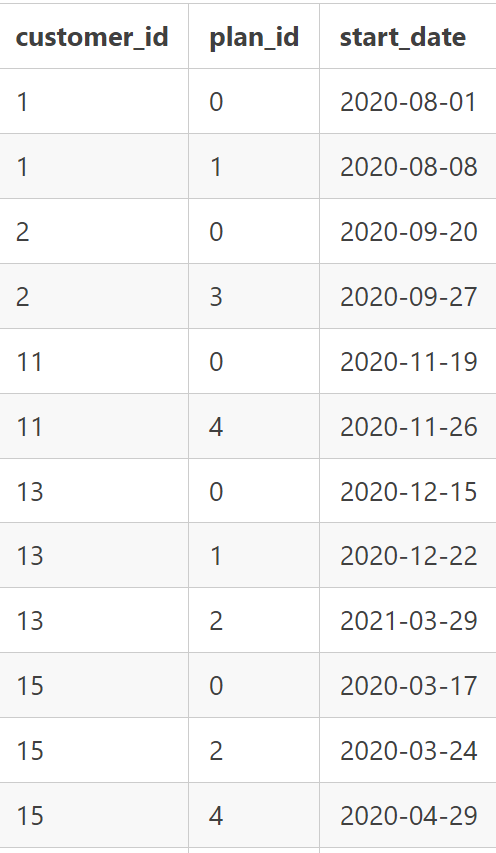 customer_id plan_id start_date
1 0 2020-08-01
1 1 2020-08-08
2 0 2020-09-20
2 3 2020-09-27
11 0 2020-11-19
11 4 2020-11-26
13 0 2020-12-15
13 1 2020-12-22
13 2 2021-03-29
15 0 2020-03-17
15 2 2020-03-24
15 4 2020-04-29